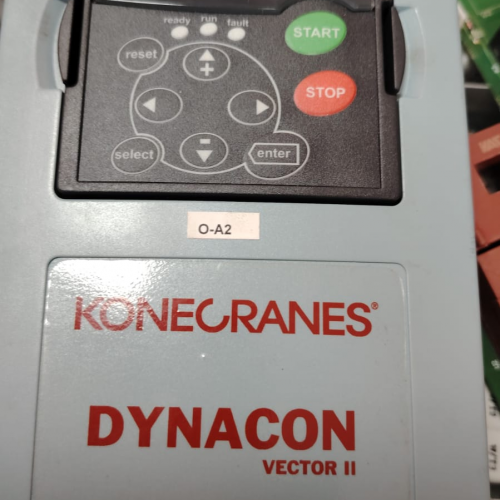 ready run fault
START
reset
+
STOP
-
select
enter
O-A2
KONECRANES®
DYNACON
VECTOR II